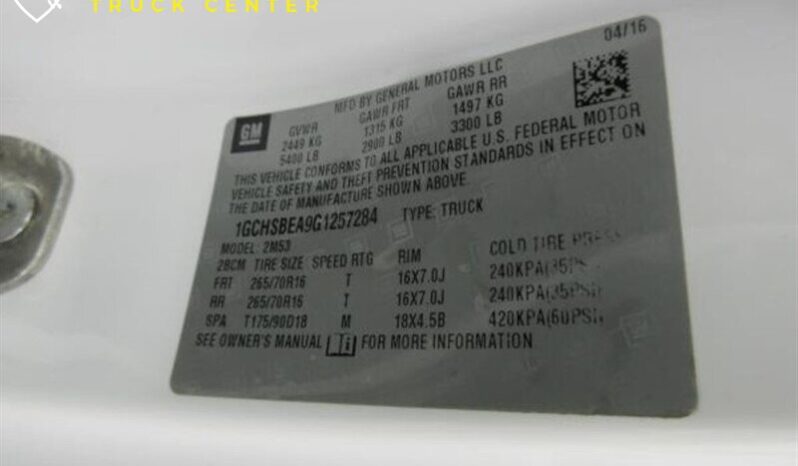 TRUCK CENTER
04/16
MFD BY GENERAL MOTORS LLC
GM
GVWR GAWR FRT GAWR RR
2449 KG 1315 KG 1497 KG
5400 LB 2900 LB 3300 LB
THIS VEHICLE CONFORMS TO ALL APPLICABLE U.S. FEDERAL MOTOR
VEHICLE SAFETY AND THEFT PREVENTION STANDARDS IN EFFECT ON
THE DATE OF MANUFACTURE SHOWN ABOVE.
1GCHSBEA9G1257284 TYPE: TRUCK
MODEL: 2M53
28CM TIRE SIZE SPEED RTG RIM COLD TIRE
FRT 265/70R16 T 16X7.0J 240KPA(35PS
RR 265/70R16 T 16X7.0J 240KPA(35PSI)
SPA T175/90D18 M 18X4.5B 420KPA(60PSI)
SEE OWNER'S MANUAL FOR MORE INFORMATION